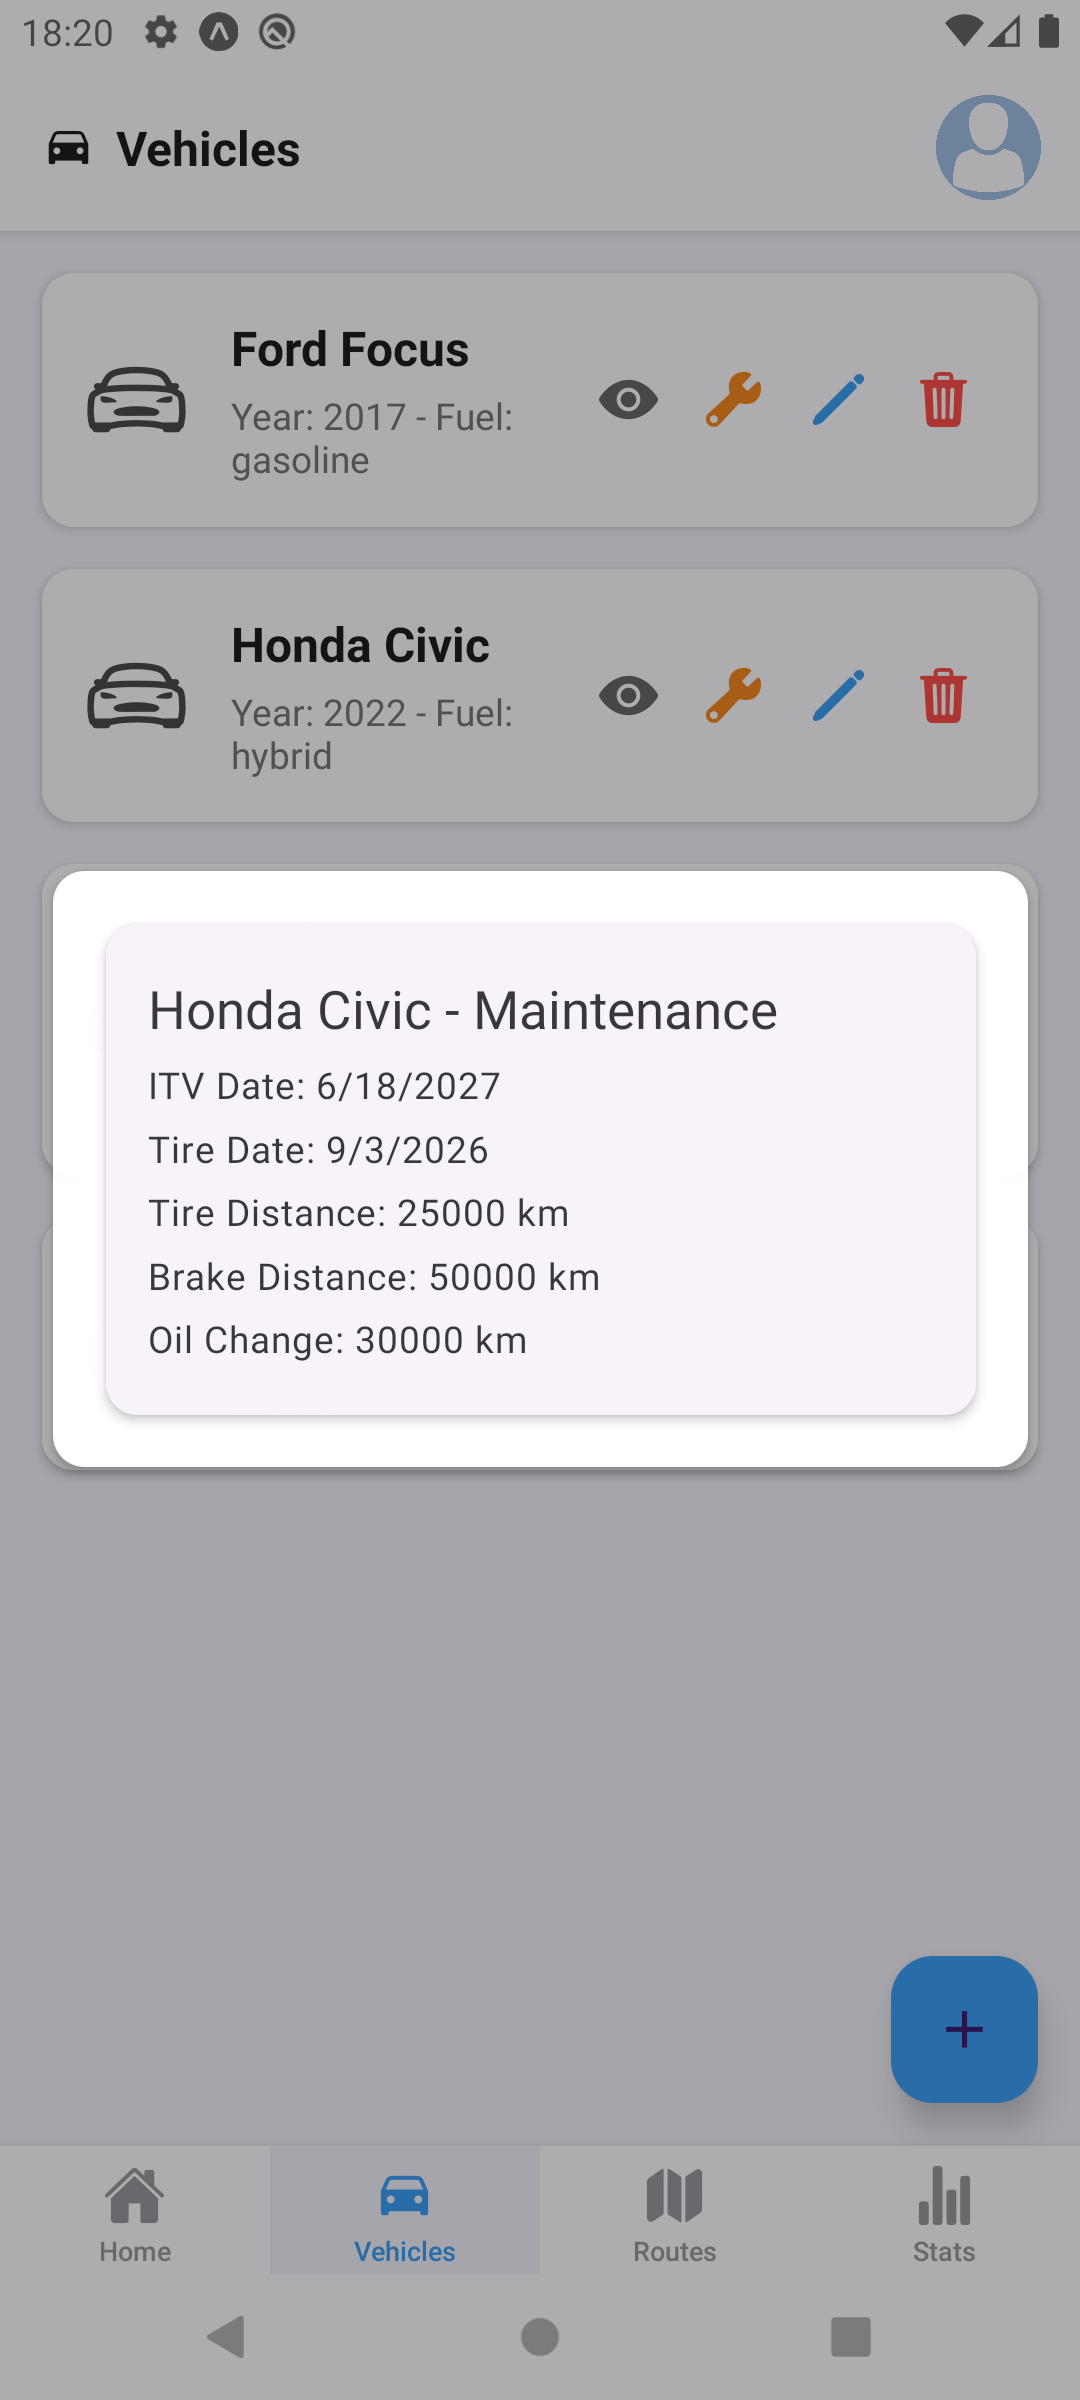 18:20
Vehicles
Ford Focus
Year: 2017 - Fuel:
gasoline
Honda Civic
Year: 2022 - Fuel:
hybrid
Honda Civic - Maintenance
ITV Date: 6/18/2027
Tire Date: 9/3/2026
Tire Distance: 25000 km
Brake Distance: 50000 km
Oil Change: 30000 km
Home
Vehicles
Routes
Stats